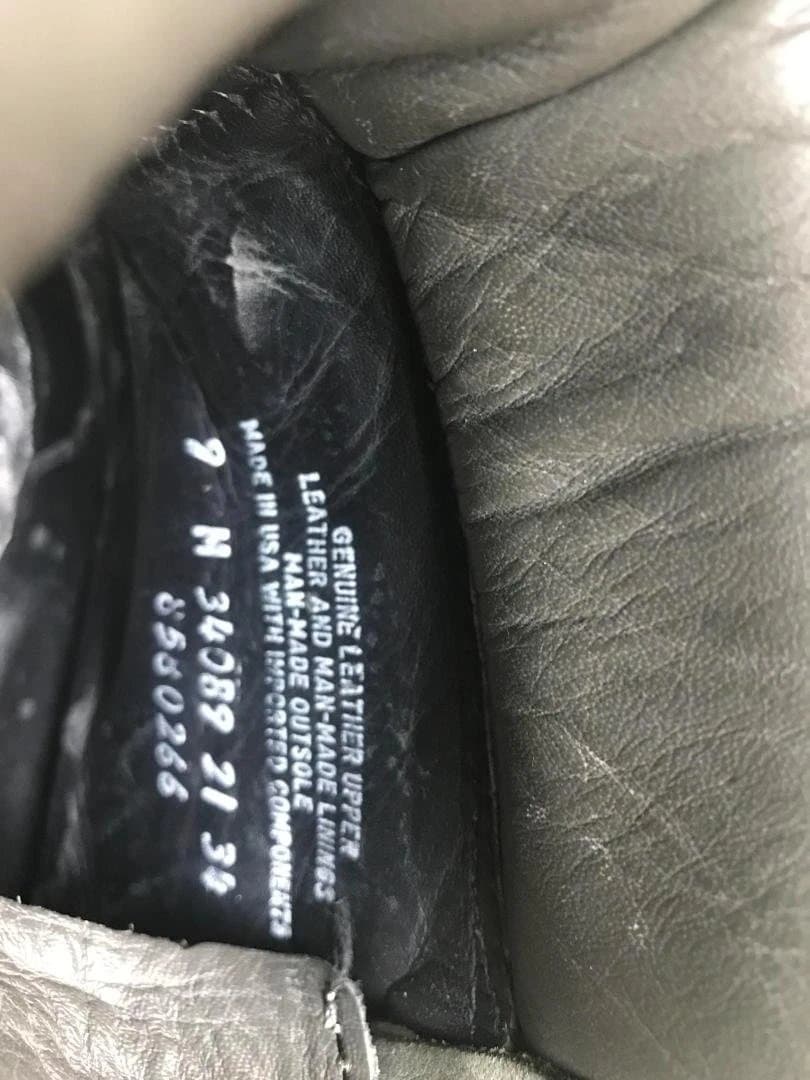 GENUINE LEATHER UPPER
LEATHER AND MAN-MADE LININGS
MAN-MADE OUTSOLE
MADE IN USA WITH IMPORTED COMPONENTS
9 N 34089 21 34
8560266